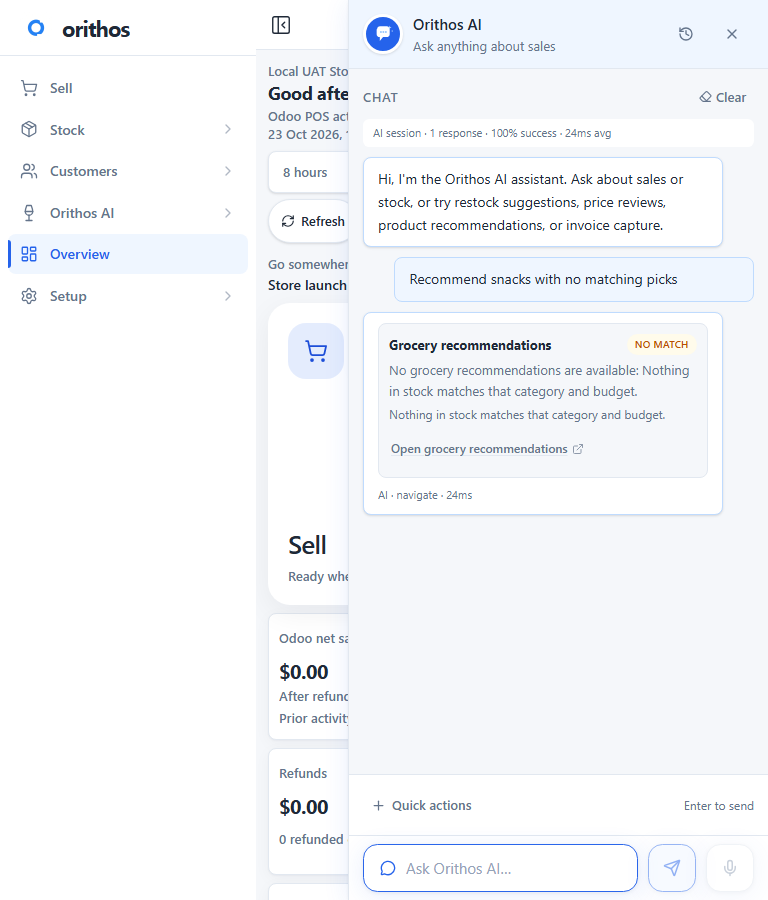 orithos
Sell
Stock
Customers
Orithos AI
Overview
Setup
Local UAT Sto
Good afte
Odoo POS act
23 Oct 2026,
8 hours
Refresh
Go somewher
Store launch
Sell
Ready whe
Odoo net sa
$0.00
After refund
Prior activity
Refunds
$0.00
0 refunded
Orithos AI
Ask anything about sales
CHAT
Clear
AI session · 1 response · 100% success · 24ms avg
Hi, I'm the Orithos AI assistant. Ask about sales or
stock, or try restock suggestions, price reviews,
product recommendations, or invoice capture.
Recommend snacks with no matching picks
Grocery recommendations
NO MATCH
No grocery recommendations are available: Nothing
in stock matches that category and budget.
Nothing in stock matches that category and budget.
Open grocery recommendations
AI · navigate · 24ms
Quick actions
Enter to send
Ask Orithos AI...